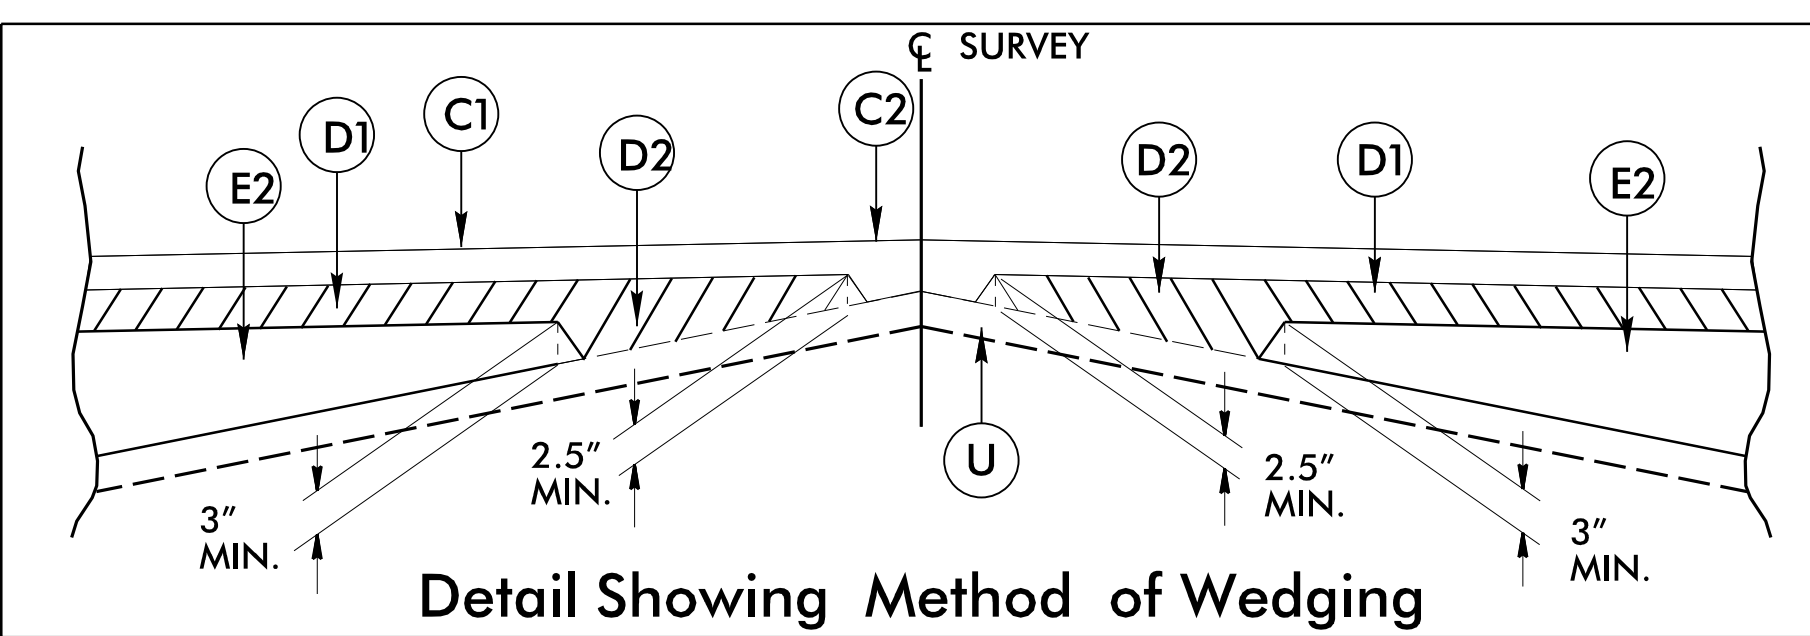 ℄ SURVEY
C2
C1
D1
D2
E2
D2
D1
E2
2.5″
MIN.
U
2.5″
MIN.
3″
MIN.
3″
MIN.
Detail Showing Method of Wedging